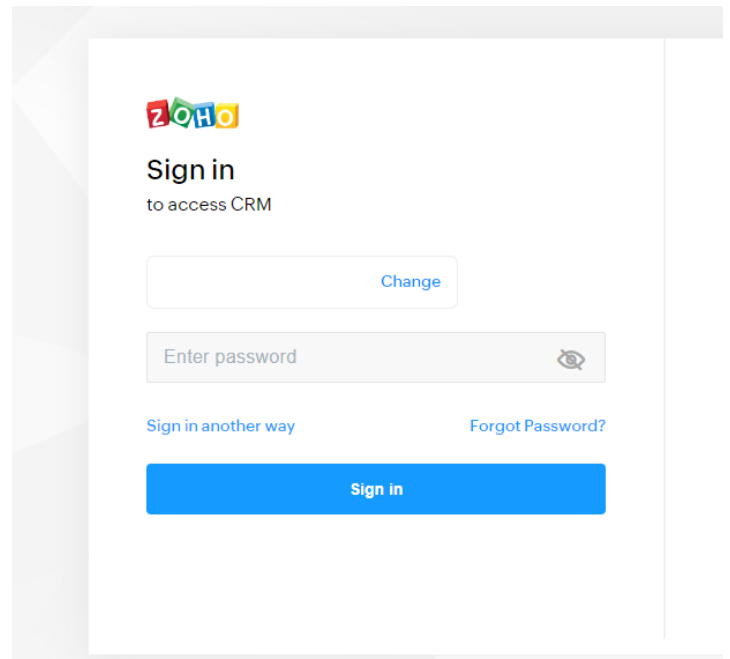 ZOHO
Sign in
to access CRM
Change
Enter password
Sign in another way Forgot Password?
Sign in